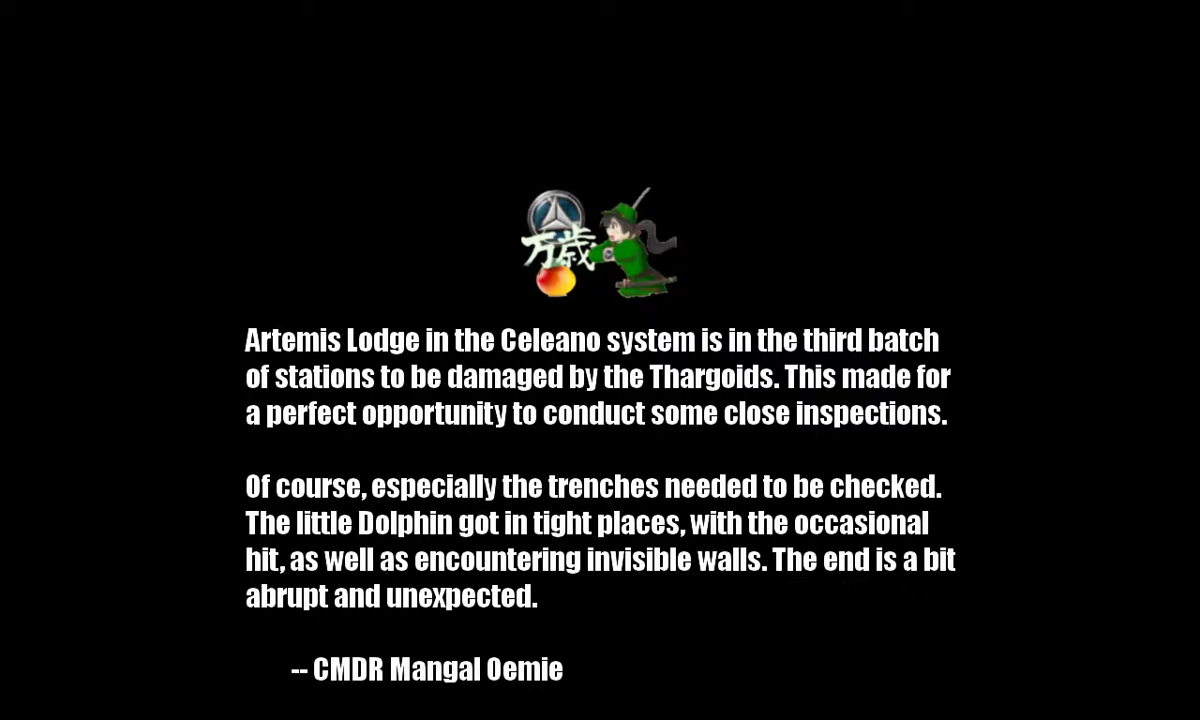 万歳
Artemis Lodge in the Celeano system is in the third batch
of stations to be damaged by the Thargoids. This made for
a perfect opportunity to conduct some close inspections.
Of course, especially the trenches needed to be checked.
The little Dolphin got in tight places, with the occasional
hit, as well as encountering invisible walls. The end is a bit
abrupt and unexpected.
-- CMDR Mangal Oemie